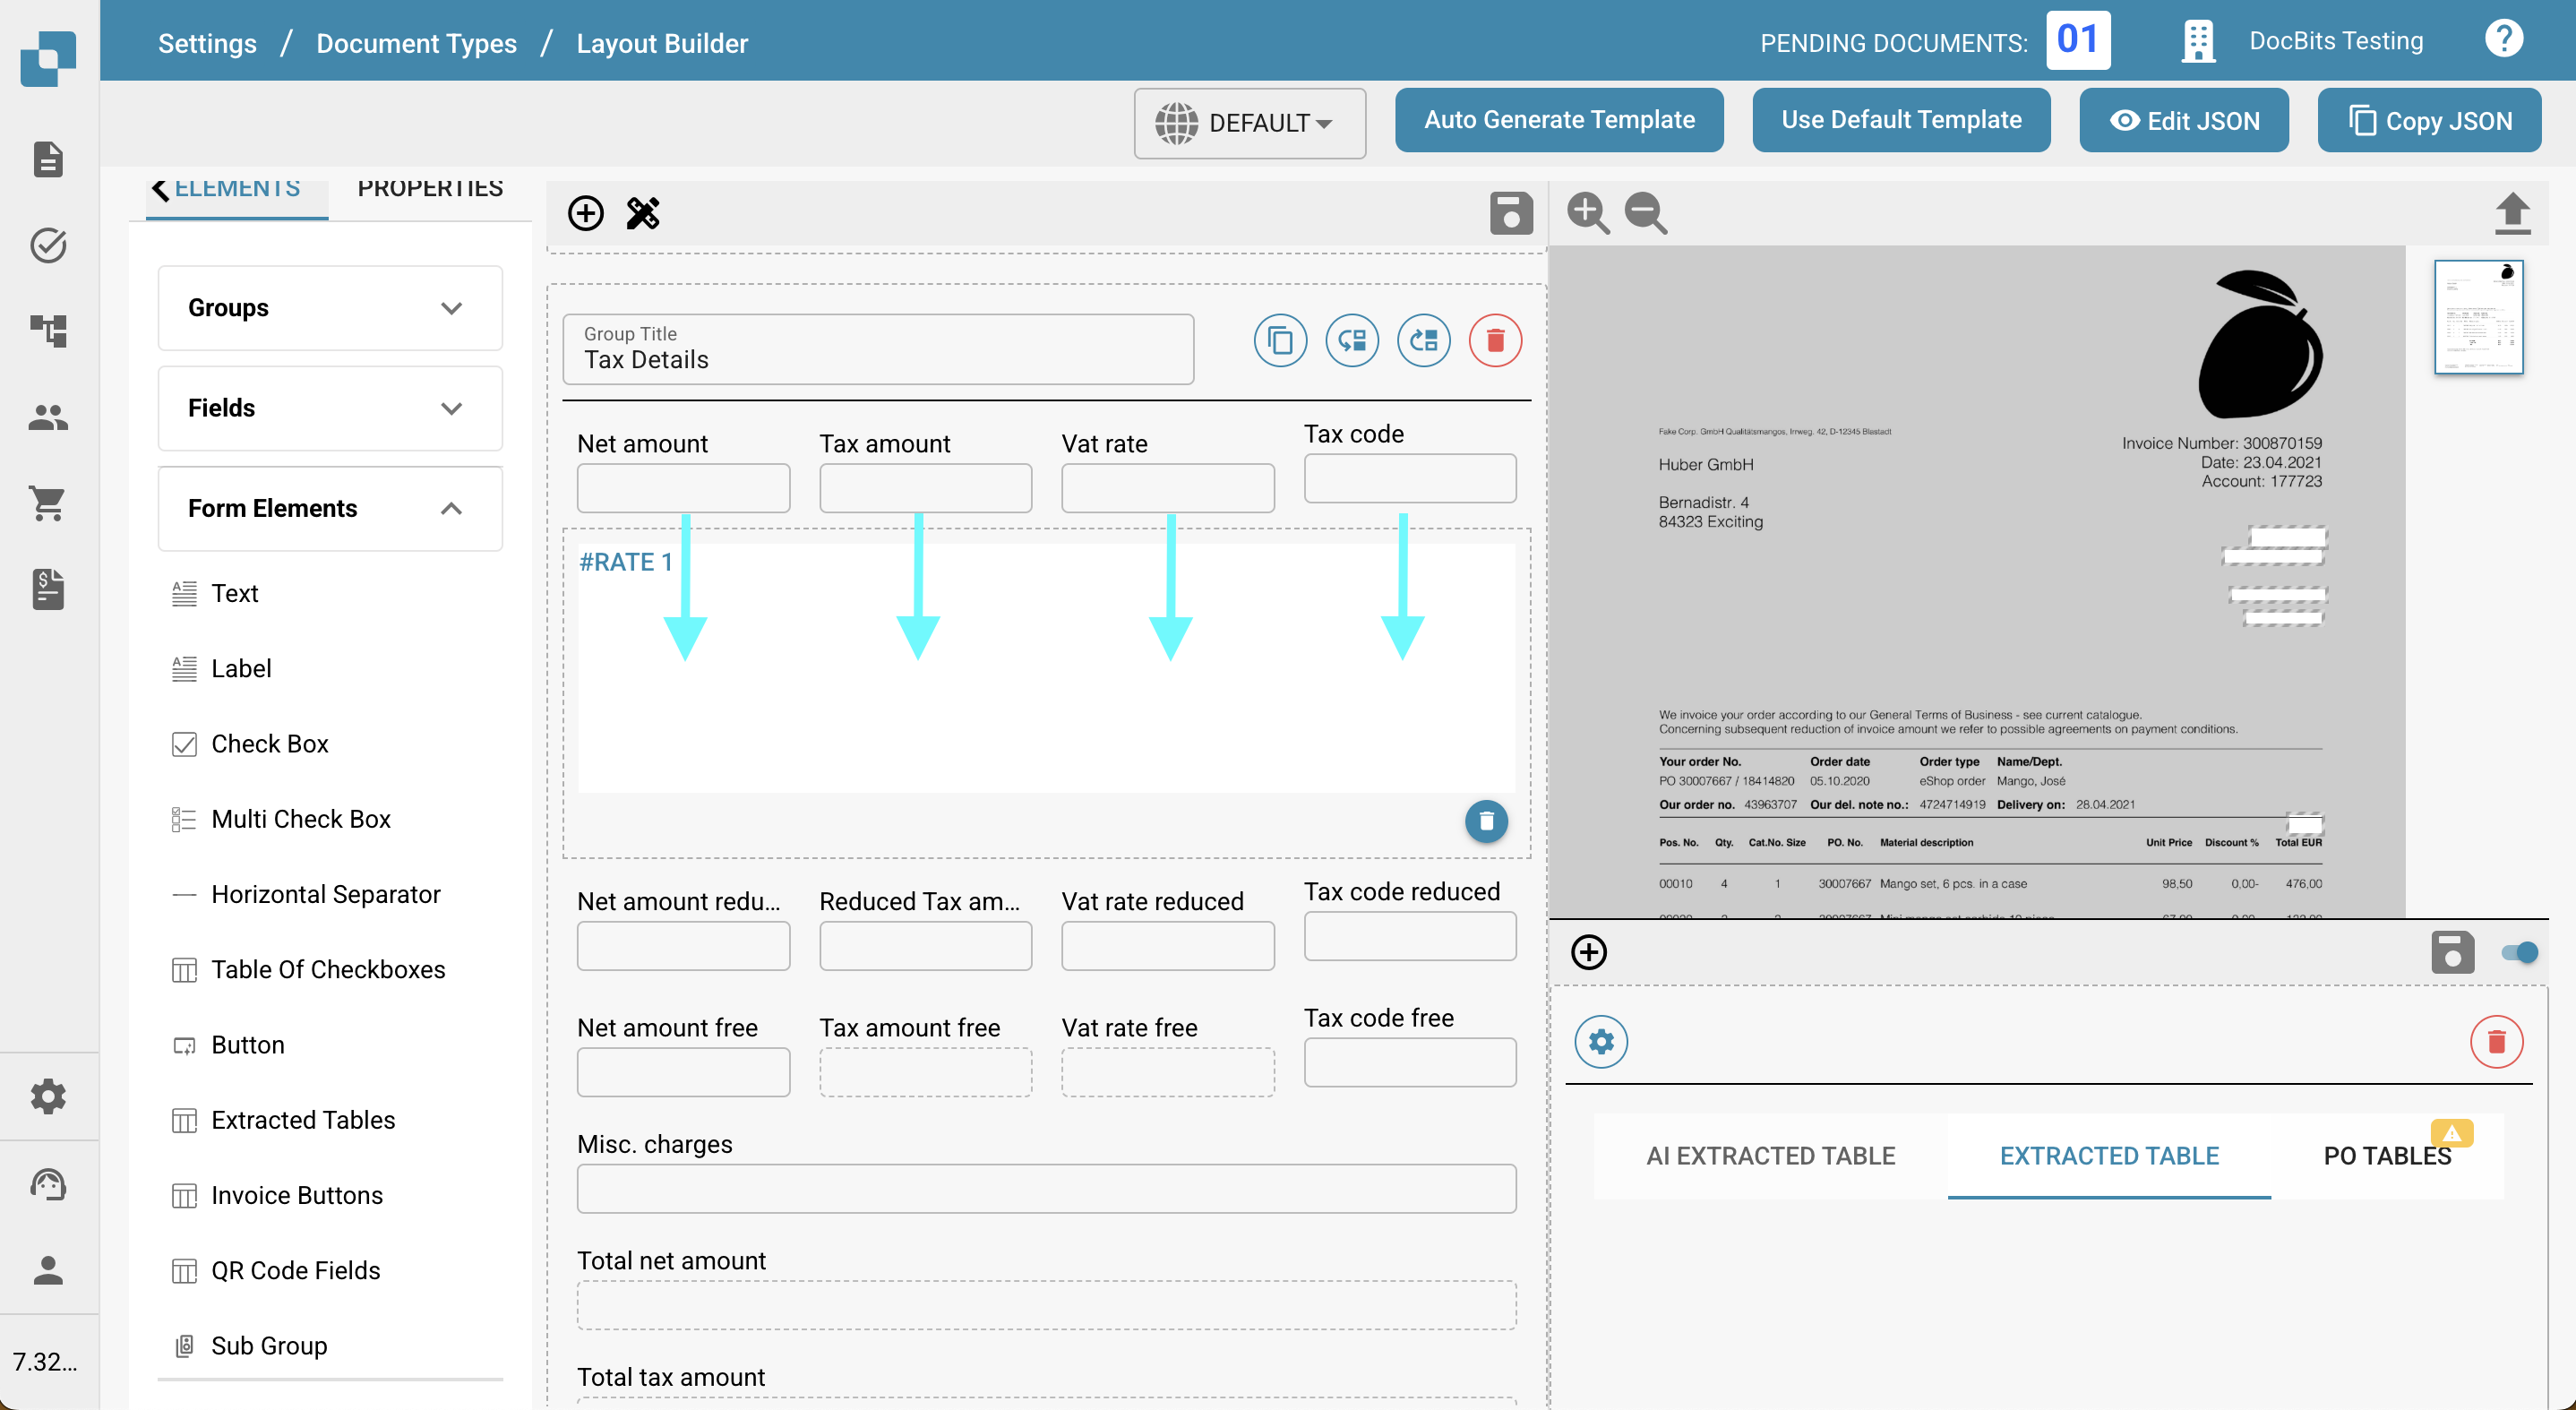 Settings / Document Types / Layout Builder
PENDING DOCUMENTS: 01
DocBits Testing
?
DEFAULT
Auto Generate Template
Use Default Template
Edit JSON
Copy JSON
ELEMENTS
PROPERTIES
Groups
Fields
Form Elements
Text
Label
Check Box
Multi Check Box
Horizontal Separator
Table Of Checkboxes
Button
Extracted Tables
Invoice Buttons
QR Code Fields
Sub Group
7.32...
Group Title
Tax Details
Net amount
Tax amount
Vat rate
Tax code
#RATE 1
Net amount redu...
Reduced Tax am...
Vat rate reduced
Tax code reduced
Net amount free
Tax amount free
Vat rate free
Tax code free
Misc. charges
Total net amount
Total tax amount
Fake Corp. GmbH Qualitätsmangos, Irrweg. 42, D-12345 Blastadt
Huber GmbH
Bernadistr. 4
84323 Exciting
Invoice Number: 300870159
Date: 23.04.2021
Account: 177723
We invoice your order according to our General Terms of Business - see current catalogue.
Concerning subsequent reduction of invoice amount we refer to possible agreements on payment conditions.
Your order No. Order date Order type Name/Dept.
PO 30007667 / 18414820 05.10.2020 eShop order Mango, José
Our order no. 43963707 Our del. note no.: 4724714919 Delivery on: 28.04.2021
Pos. No. Qty. Cat.No. Size PO. No. Material description Unit Price Discount % Total EUR
00010 4 1 30007667 Mango set, 6 pcs. in a case 98,50 0,00- 476,00
AI EXTRACTED TABLE
EXTRACTED TABLE
PO TABLES